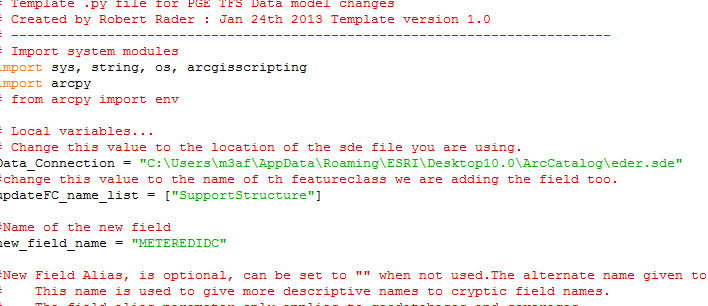 # Template .py file for PGE TFS Data model changes
# Created by Robert Rader : Jan 24th 2013 Template version 1.0
# ---------------------------------------------------------------------------
# Import system modules
import sys, string, os, arcgisscripting
import arcpy
# from arcpy import env
# Local variables...
# Change this value to the location of the sde file you are using.
Data_Connection = "C:\Users\m3af\AppData\Roaming\ESRI\Desktop10.0\ArcCatalog\eder.sde"
#change this value to the name of th featureclass we are adding the field too.
updateFC_name_list = ["SupportStructure"]
#Name of the new field
new_field_name = "METEREDIDC"
#New Field Alias, is optional, can be set to "" when not used.The alternate name given to
#    This name is used to give more descriptive names to cryptic field names.
#    The field alias parameter only applies to geodatabases and coverages.